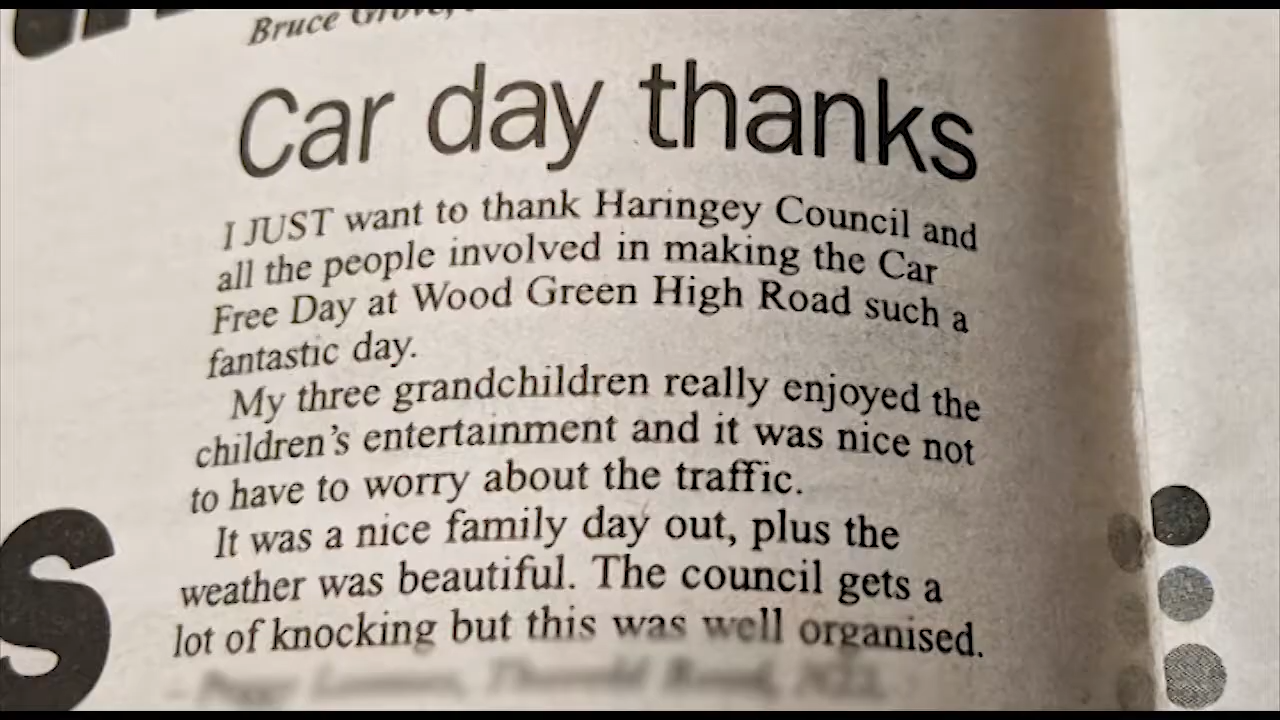 Bruce Grove,
Car day thanks
I JUST want to thank Haringey Council and
all the people involved in making the Car
Free Day at Wood Green High Road such a
fantastic day.
My three grandchildren really enjoyed the
children's entertainment and it was nice not
to have to worry about the traffic.
It was a nice family day out, plus the
weather was beautiful. The council gets a
lot of knocking but this was well organised.
s